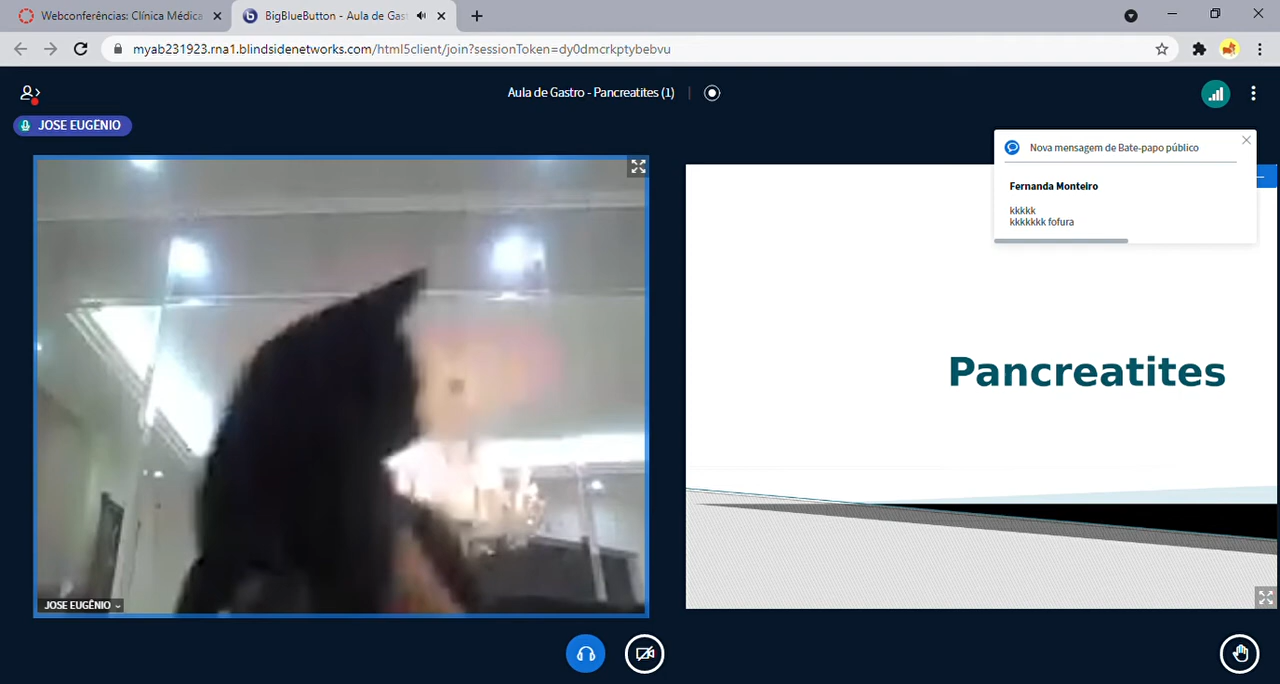 Webconferências: Clínica Médica
BigBlueButton - Aula de Gas
myab231923.rna1.blindsidenetworks.com/html5client/join?sessionToken=dy0dmcrkptybebvu
Aula de Gastro - Pancreatites (1)
JOSE EUGÊNIO
Nova mensagem de Bate-papo público
Fernanda Monteiro
kkkkk
kkkkkkk fofura
Pancreatites
JOSE EUGÊNIO